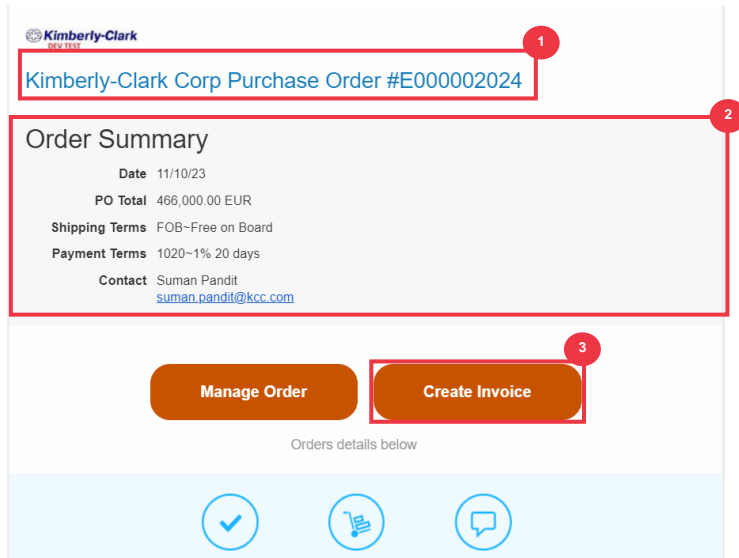 Kimberly-Clark
DEV TEST
1
Kimberly-Clark Corp Purchase Order #E000002024
2
Order Summary
Date 11/10/23
PO Total 466,000.00 EUR
Shipping Terms FOB~Free on Board
Payment Terms 1020~1% 20 days
Contact Suman Pandit
suman.pandit@kcc.com
3
Manage Order Create Invoice
Orders details below